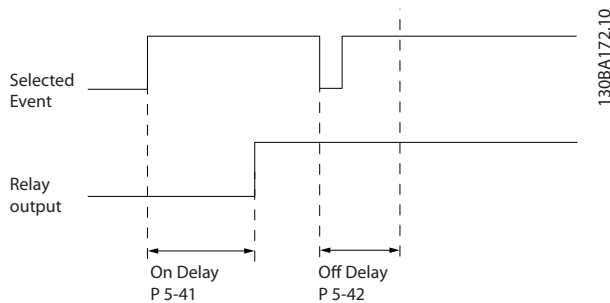 130BA172.10
Selected
Event
Relay
output
On Delay
P 5-41
Off Delay
P 5-42